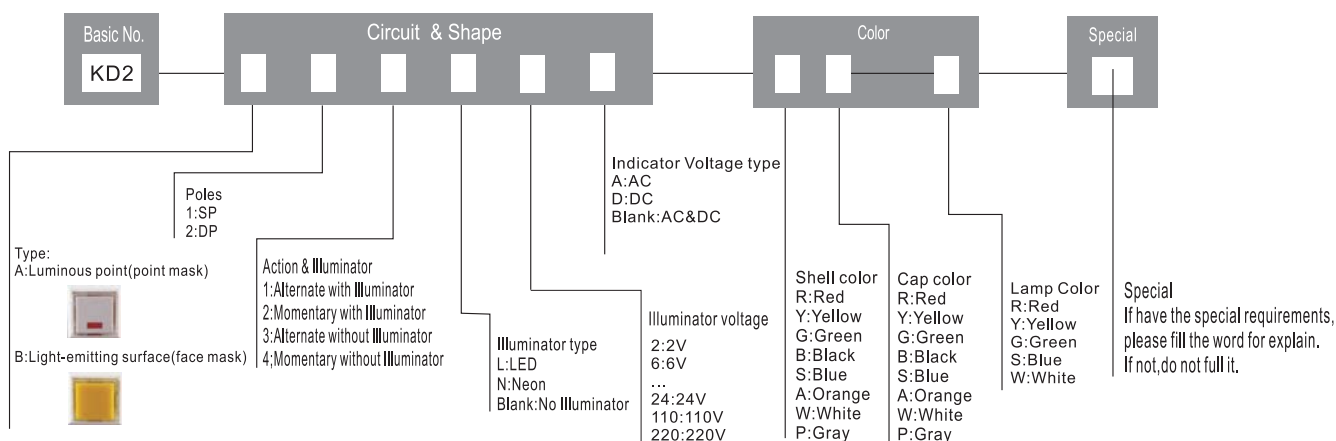 Basic No.
KD2
Circuit & Shape
Color
Special
Type:
A:Luminous point(point mask)
B:Light-emitting surface(face mask)
Poles
1:SP
2:DP
Action & Illuminator
1:Alternate with Illuminator
2:Momentary with Illuminator
3:Alternate without Illuminator
4;Momentary without Illuminator
Illuminator type
L:LED
N:Neon
Blank:No Illuminator
Illuminator voltage
2:2V
6:6V
...
24:24V
110:110V
220:220V
Indicator Voltage type
A:AC
D:DC
Blank:AC&DC
Shell color
R:Red
Y:Yellow
G:Green
B:Black
S:Blue
A:Orange
W:White
P:Gray
Cap color
R:Red
Y:Yellow
G:Green
B:Black
S:Blue
A:Orange
W:White
P:Gray
Lamp Color
R:Red
Y:Yellow
G:Green
S:Blue
W:White
Special
If have the special requirements,
please fill the word for explain.
If not,do not full it.